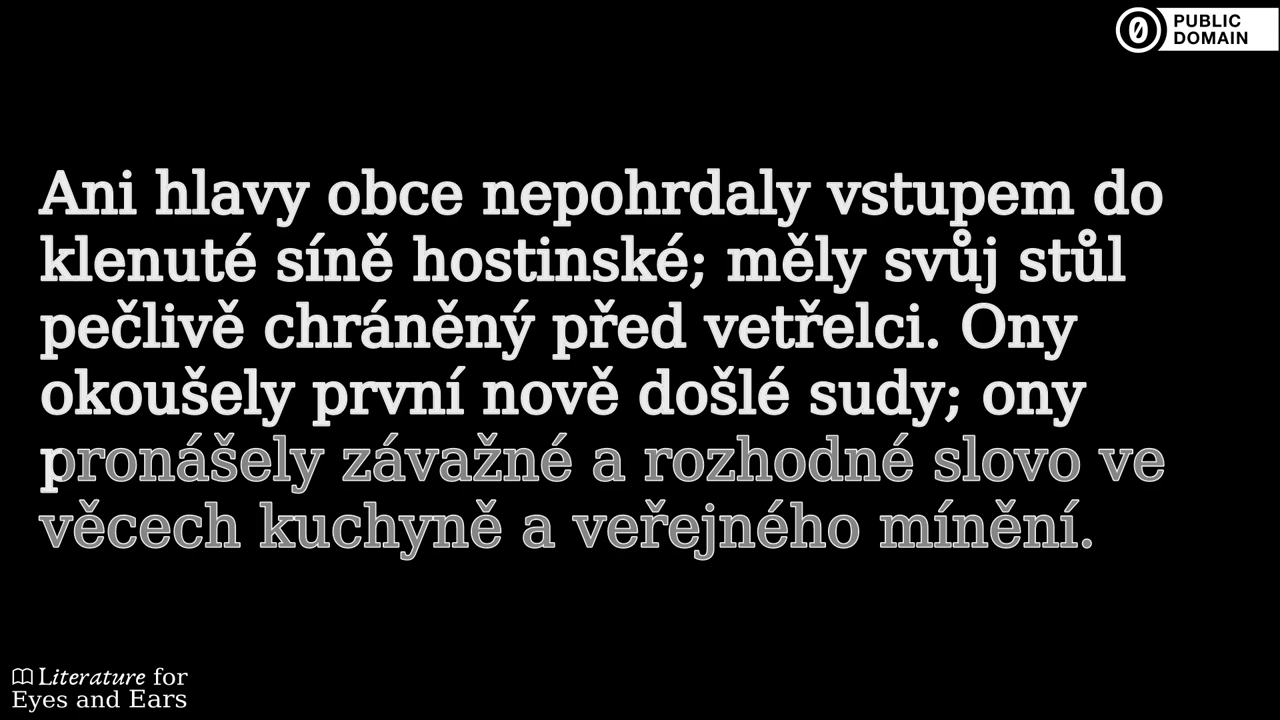 PUBLIC
DOMAIN
Ani hlavy obce nepohrdaly vstupem do
klenuté síně hostinské; měly svůj stůl
pečlivě chráněný před vetřelci. Ony
okoušely první nově došlé sudy; ony
pronášely závažné a rozhodné slovo ve
věcech kuchyně a veřejného mínění.
Literature for
Eyes and Ears